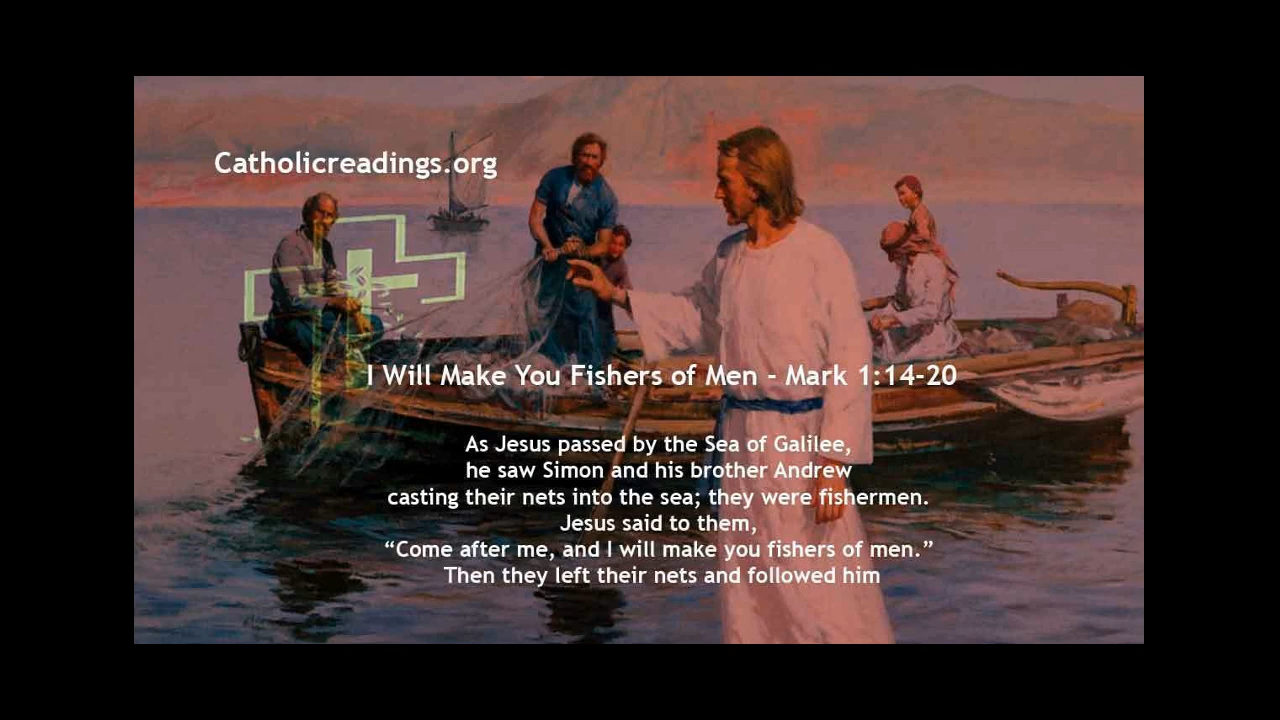 Catholicreadings.org
I Will Make You Fishers of Men - Mark 1:14-20
As Jesus passed by the Sea of Galilee,
he saw Simon and his brother Andrew
casting their nets into the sea; they were fishermen.
Jesus said to them,
“Come after me, and I will make you fishers of men.”
Then they left their nets and followed him